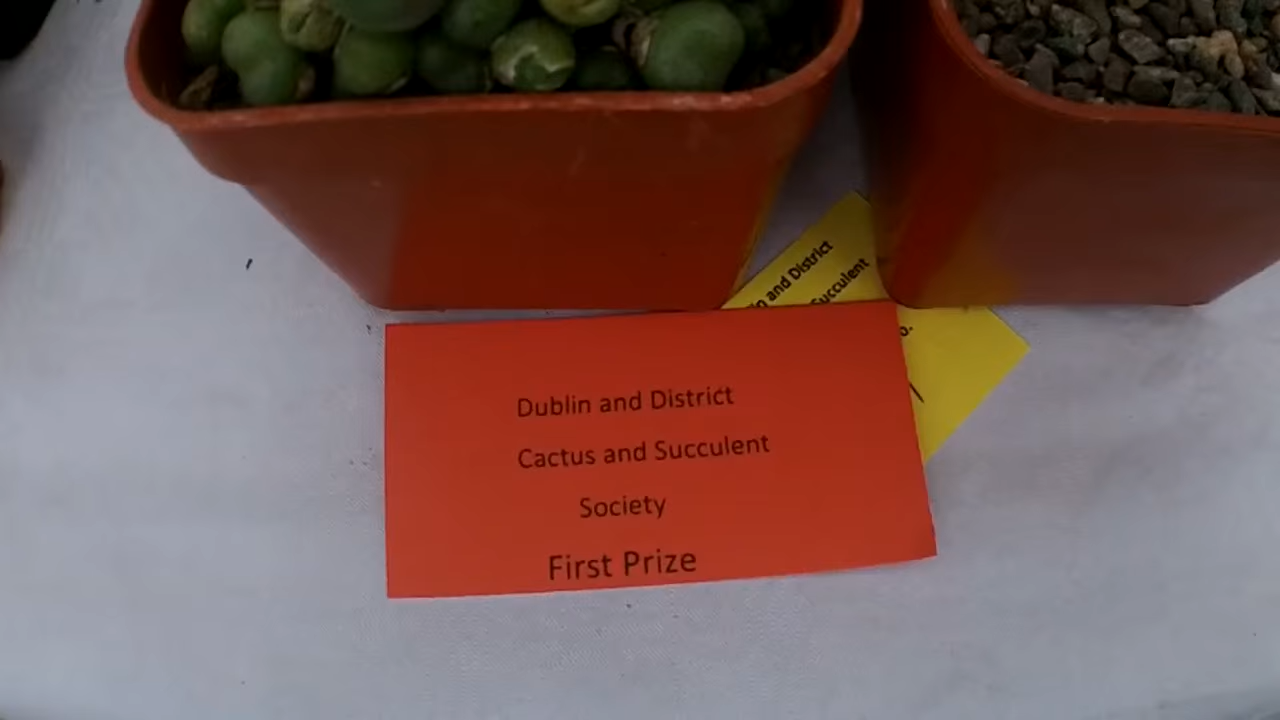 and District
Succulent
Dublin and District
Cactus and Succulent
Society
First Prize